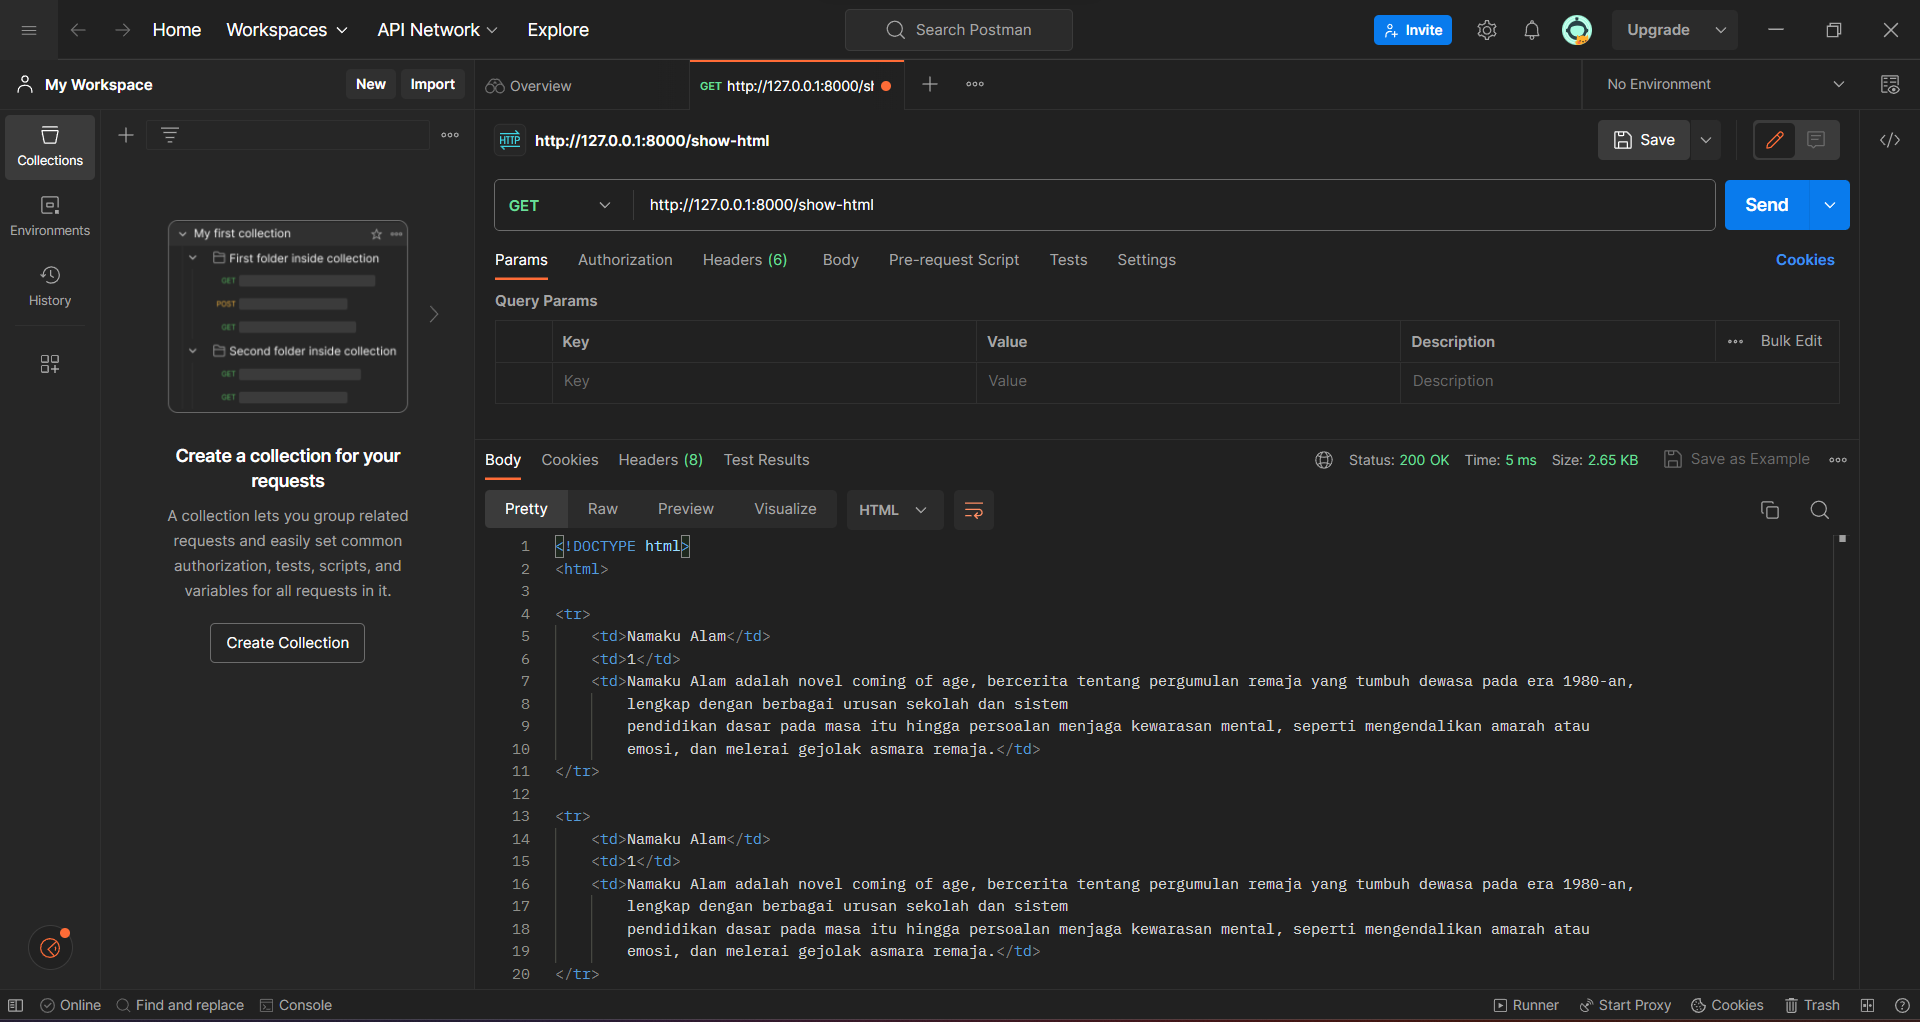 Home Workspaces API Network Explore Search Postman Invite Upgrade
My Workspace New Import Overview GET http://127.0.0.1:8000/sh No Environment
Collections
Environments
History
My first collection
First folder inside collection
GET
POST
GET
Second folder inside collection
GET
GET
Create a collection for your
requests
A collection lets you group related
requests and easily set common
authorization, tests, scripts, and
variables for all requests in it.
Create Collection
HTTP http://127.0.0.1:8000/show-html Save </>
GET http://127.0.0.1:8000/show-html Send
Params Authorization Headers (6) Body Pre-request Script Tests Settings Cookies
Query Params
Key Value Description Bulk Edit
Key Value Description
Body Cookies Headers (8) Test Results Status: 200 OK Time: 5 ms Size: 2.65 KB Save as Example
Pretty Raw Preview Visualize HTML
1 <!DOCTYPE html>
2 <html>
3
4 <tr>
5 <td>Namaku Alam</td>
6 <td>1</td>
7 <td>Namaku Alam adalah novel coming of age, bercerita tentang pergumulan remaja yang tumbuh dewasa pada era 1980-an,
8 lengkap dengan berbagai urusan sekolah dan sistem
9 pendidikan dasar pada masa itu hingga persoalan menjaga kewarasan mental, seperti mengendalikan amarah atau
10 emosi, dan melerai gejolak asmara remaja.</td>
11 </tr>
12
13 <tr>
14 <td>Namaku Alam</td>
15 <td>1</td>
16 <td>Namaku Alam adalah novel coming of age, bercerita tentang pergumulan remaja yang tumbuh dewasa pada era 1980-an,
17 lengkap dengan berbagai urusan sekolah dan sistem
18 pendidikan dasar pada masa itu hingga persoalan menjaga kewarasan mental, seperti mengendalikan amarah atau
19 emosi, dan melerai gejolak asmara remaja.</td>
20 </tr>
Online Find and replace Console Runner Start Proxy Cookies Trash